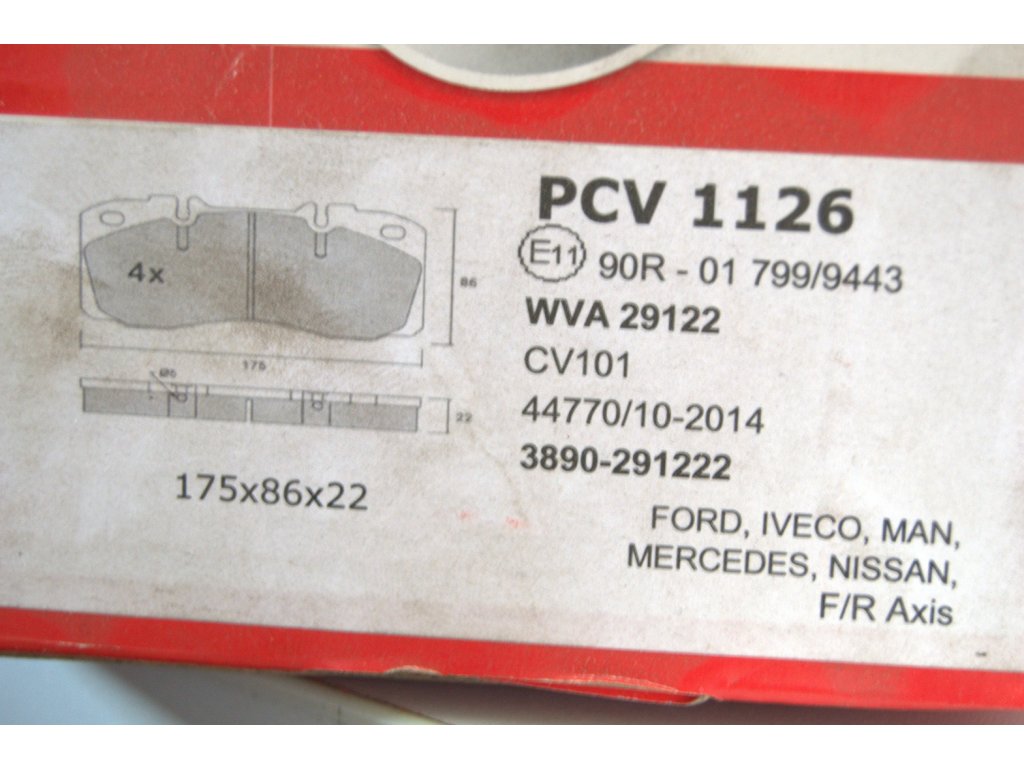 PCV 1126
E11 90R - 01 799/9443
WVA 29122
CV101
44770/10-2014
3890-291222
4x
86
175
Ø6
22
175x86x22
FORD, IVECO, MAN,
MERCEDES, NISSAN,
F/R Axis